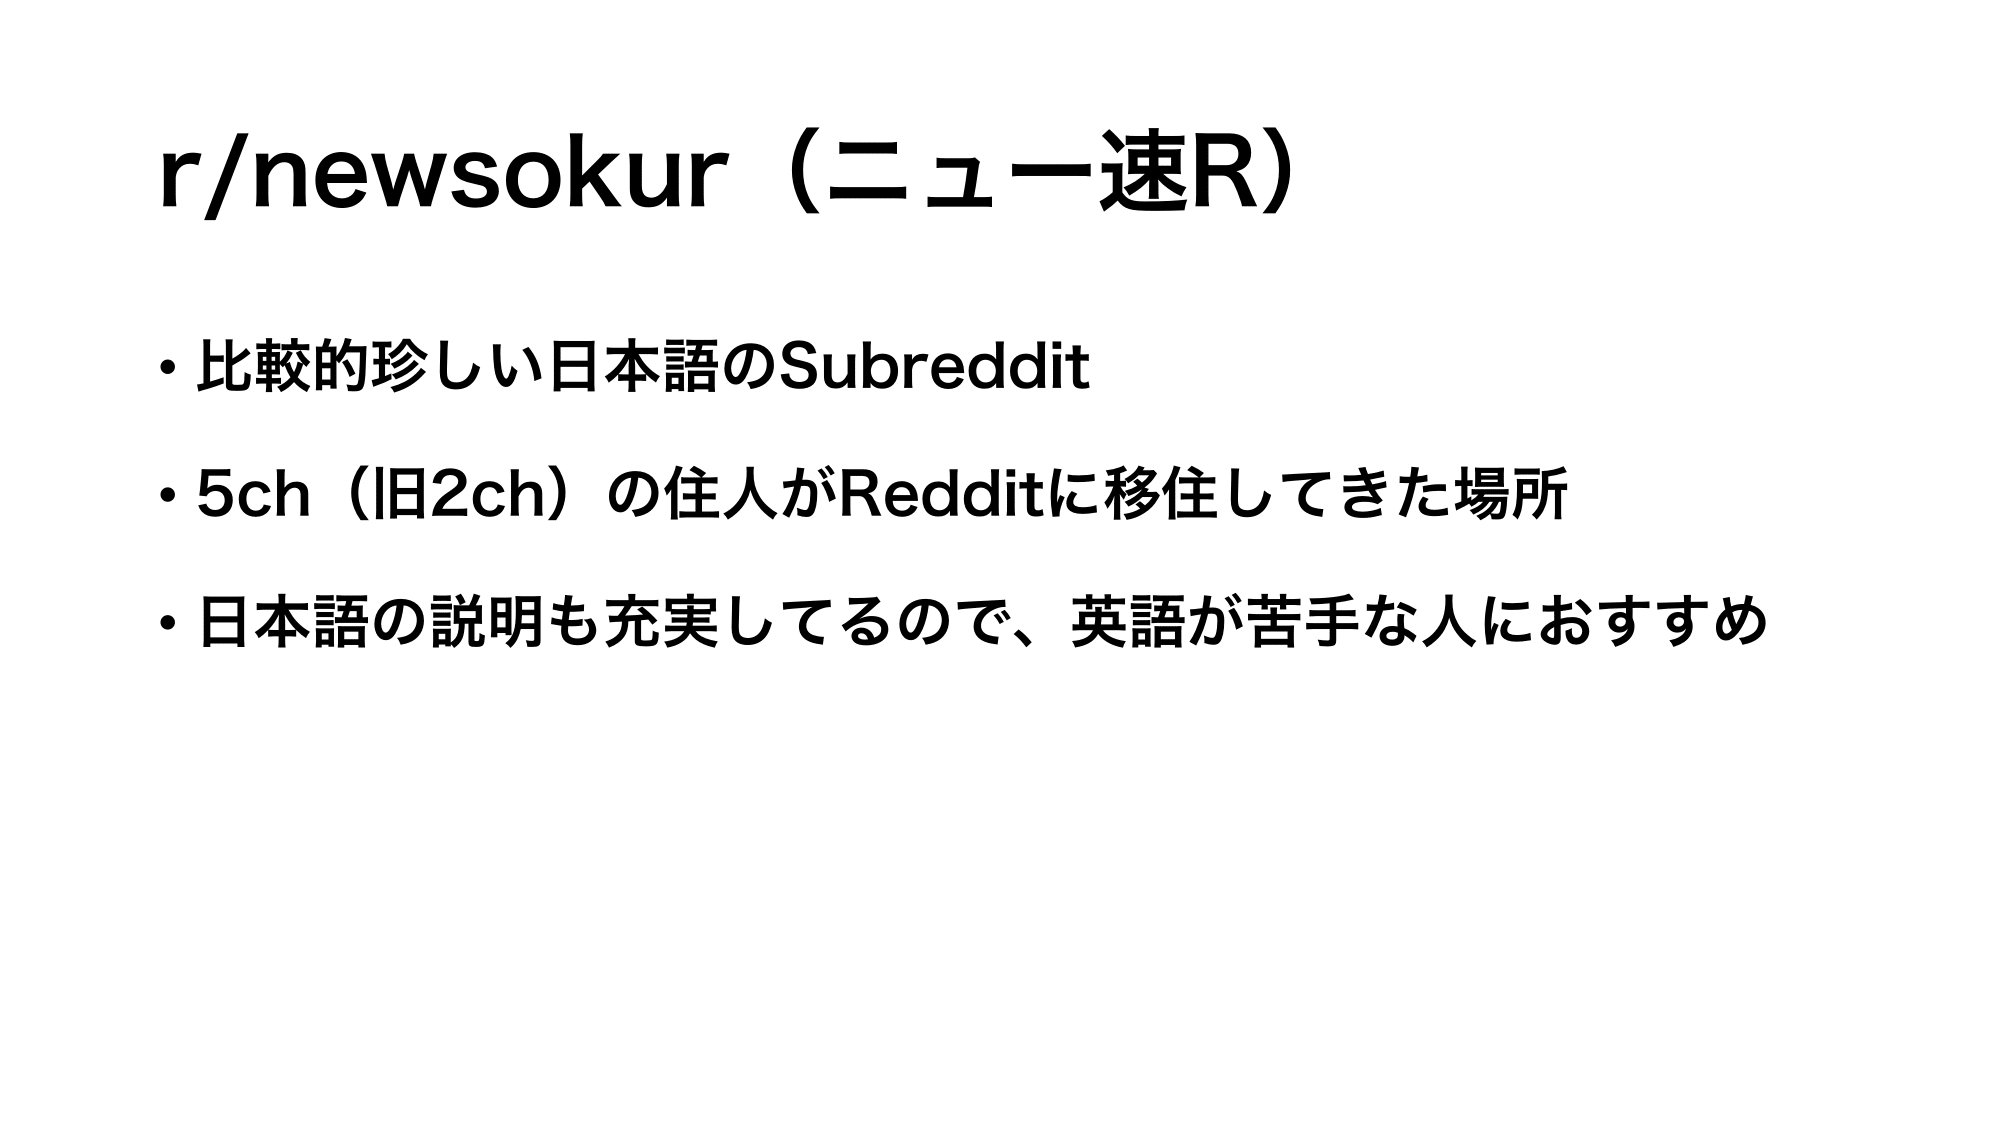 r/newsokur（ニュー速R）
・比較的珍しい日本語のSubreddit
・5ch（旧2ch）の住人がRedditに移住してきた場所
・日本語の説明も充実してるので、英語が苦手な人におすすめ